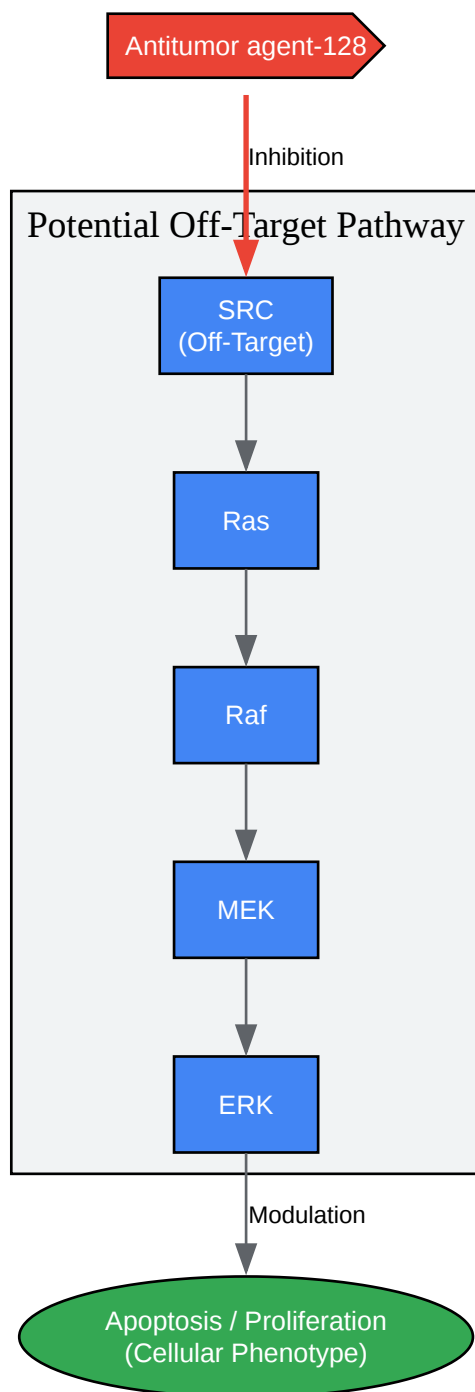 Antitumor agent-128
Inhibition
Potential Off-Target Pathway
SRC
(Off-Target)
Ras
Raf
MEK
ERK
Modulation
Apoptosis / Proliferation
(Cellular Phenotype)